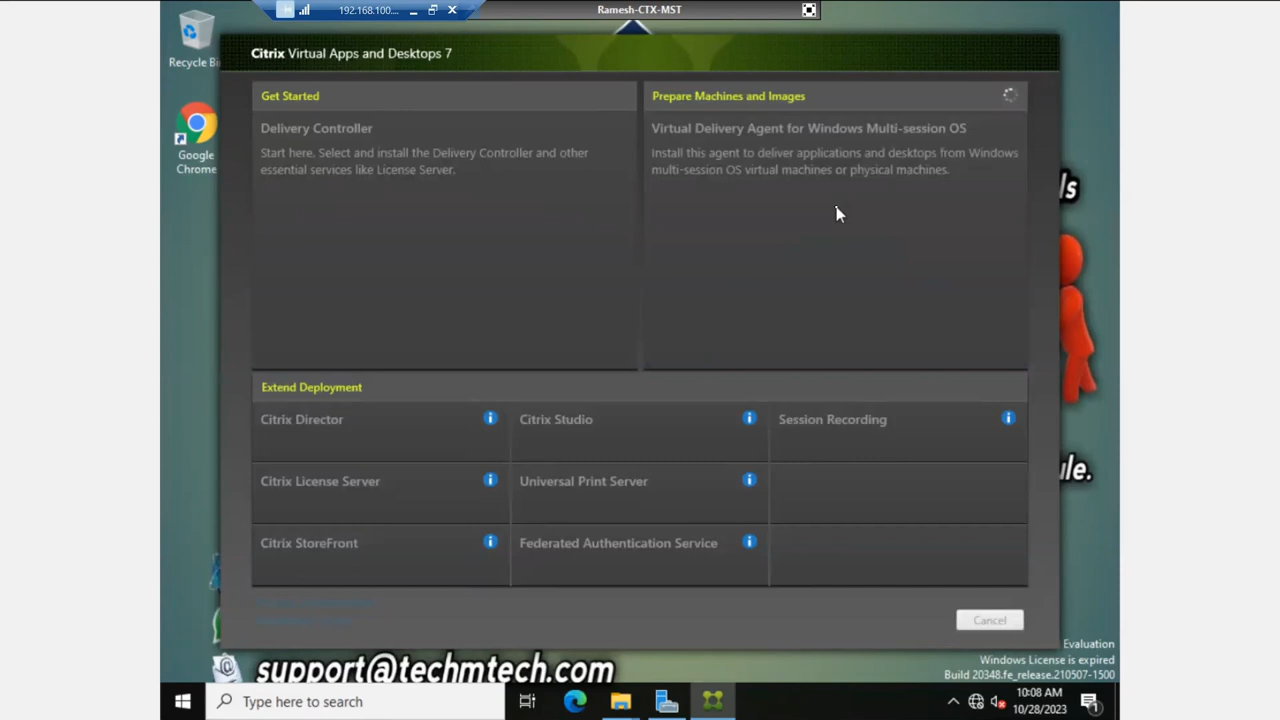 192.168.100...
Ramesh-CTX-MST
Recycle Bi
Google
Chrome
Citrix Virtual Apps and Desktops 7
Get Started
Delivery Controller
Start here. Select and install the Delivery Controller and other
essential services like License Server.
Prepare Machines and Images
Virtual Delivery Agent for Windows Multi-session OS
Install this agent to deliver applications and desktops from Windows
multi-session OS virtual machines or physical machines.
ls
Extend Deployment
Citrix Director
Citrix Studio
Session Recording
Citrix License Server
Universal Print Server
Citrix StoreFront
Federated Authentication Service
ule.
Cancel
support@techmtech.com
Evaluation
Windows License is expired
Build 20348.fe_release.210507-1500
Type here to search
10:08 AM
10/28/2023
1